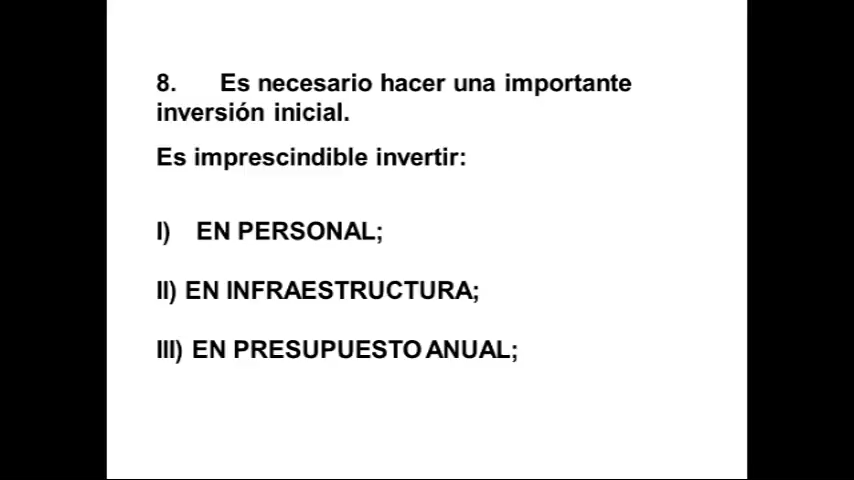 8. Es necesario hacer una importante
inversión inicial.
Es imprescindible invertir:
I) EN PERSONAL;
II) EN INFRAESTRUCTURA;
III) EN PRESUPUESTO ANUAL;